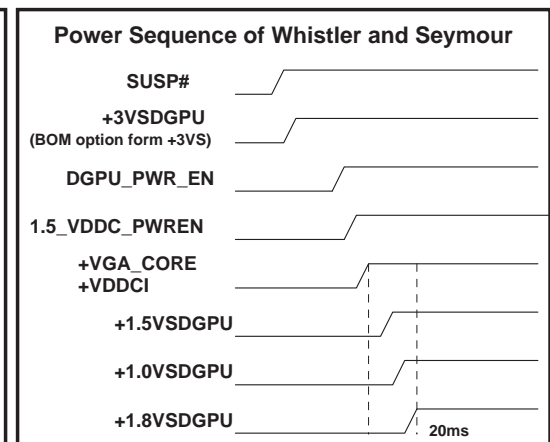 Power Sequence of Whistler and Seymour
SUSP#
+3VSDGPU
(BOM option form +3VS)
DGPU_PWR_EN
1.5_VDDC_PWREN
+VGA_CORE
+VDDCI
+1.5VSDGPU
+1.0VSDGPU
+1.8VSDGPU
20ms